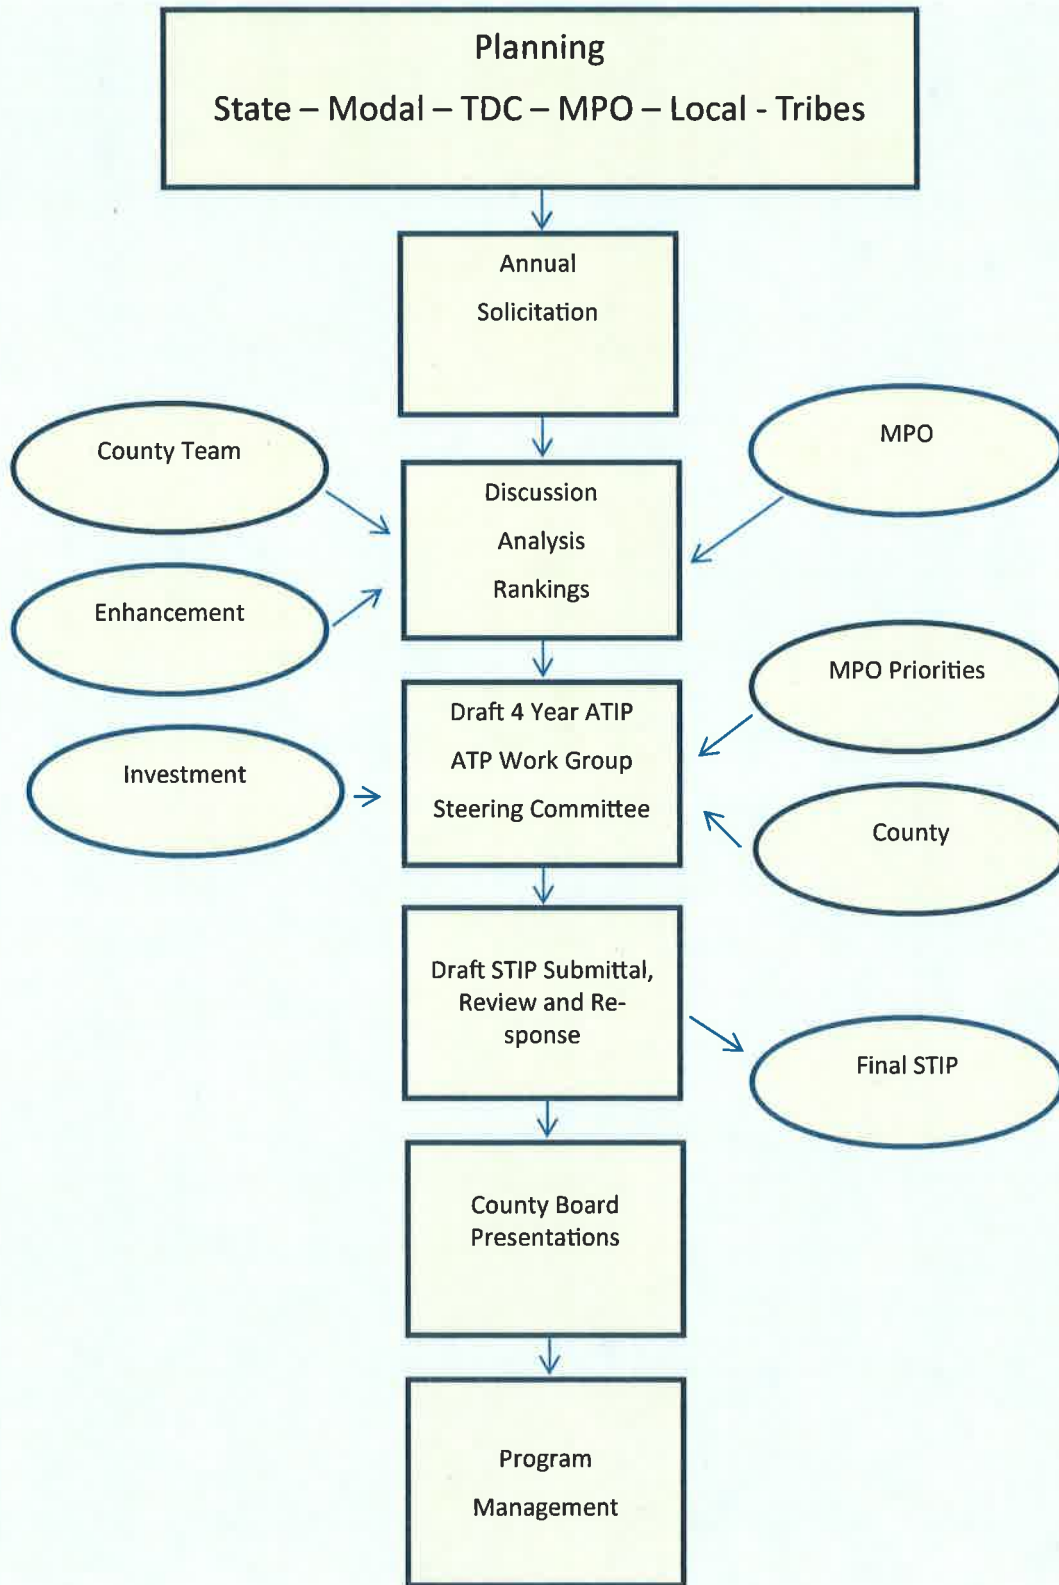 Planning
State – Modal – TDC – MPO – Local - Tribes
Annual
Solicitation
County Team
MPO
Discussion
Analysis
Rankings
Enhancement
MPO Priorities
Draft 4 Year ATIP
ATP Work Group
Steering Committee
Investment
County
Draft STIP Submittal,
Review and Re-
sponse
Final STIP
County Board
Presentations
Program
Management